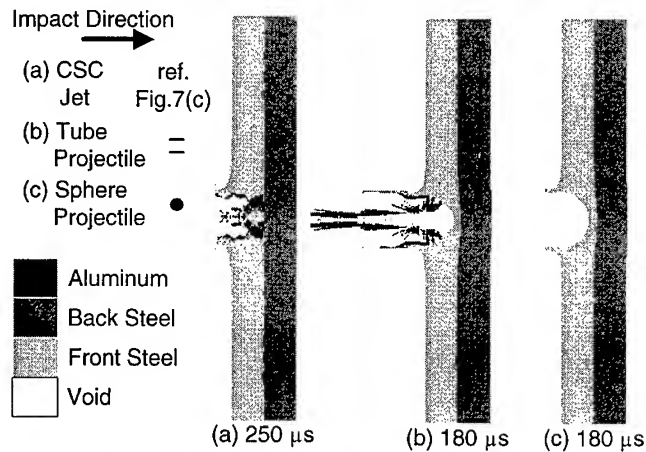 Impact Direction
(a) CSC ref.
Jet Fig.7(c)
(b) Tube
Projectile
(c) Sphere
Projectile
Aluminum
Back Steel
Front Steel
Void
(a) 250 μs
(b) 180 μs
(c) 180 μs